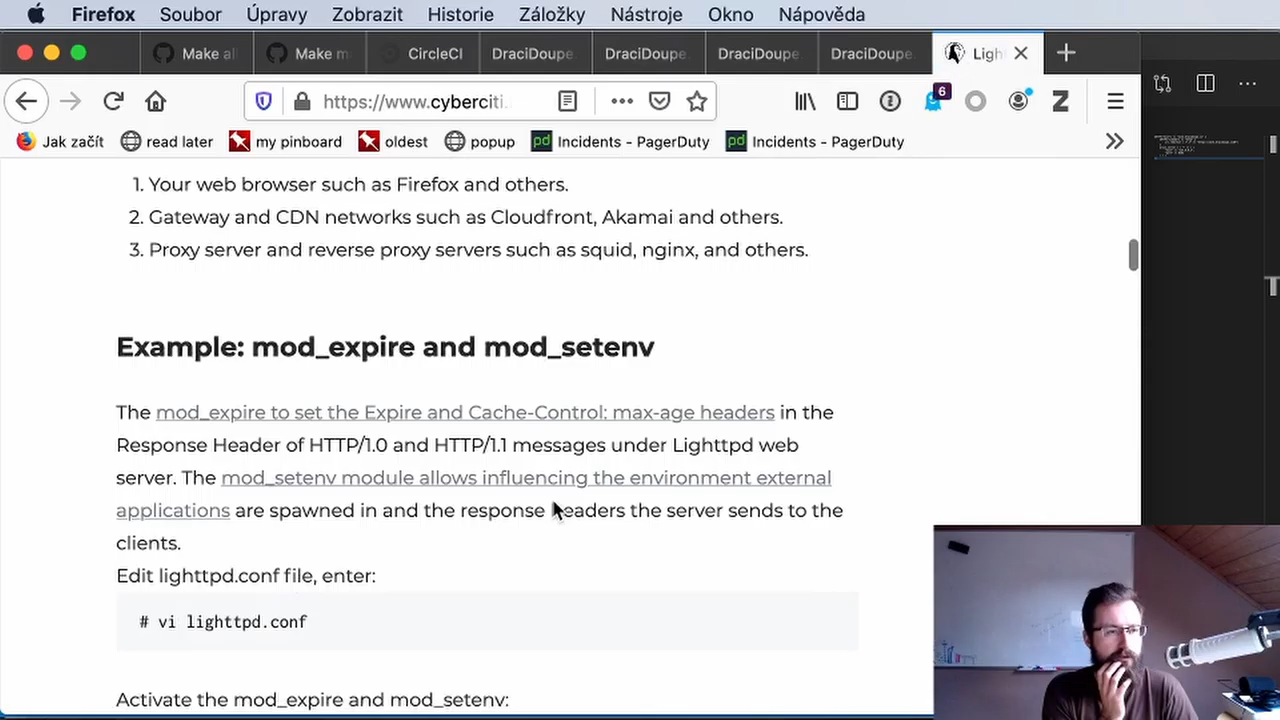 Firefox Soubor Úpravy Zobrazit Historie Záložky Nástroje Okno Nápověda
Make al Make m CircleCI DraciDoupe. DraciDoupe. DraciDoupe. DraciDoupe. Ligh
https://www.cyberciti. 6 Z
Jak začít read later my pinboard oldest popup pd Incidents - PagerDuty pd Incidents - PagerDuty
1. Your web browser such as Firefox and others.
2. Gateway and CDN networks such as Cloudfront, Akamai and others.
3. Proxy server and reverse proxy servers such as squid, nginx, and others.
Example: mod_expire and mod_setenv
The mod_expire to set the Expire and Cache-Control: max-age headers in the
Response Header of HTTP/1.0 and HTTP/1.1 messages under Lighttpd web
server. The mod_setenv module allows influencing the environment external
applications are spawned in and the response headers the server sends to the
clients.
Edit lighttpd.conf file, enter:
# vi lighttpd.conf
Activate the mod_expire and mod_setenv: